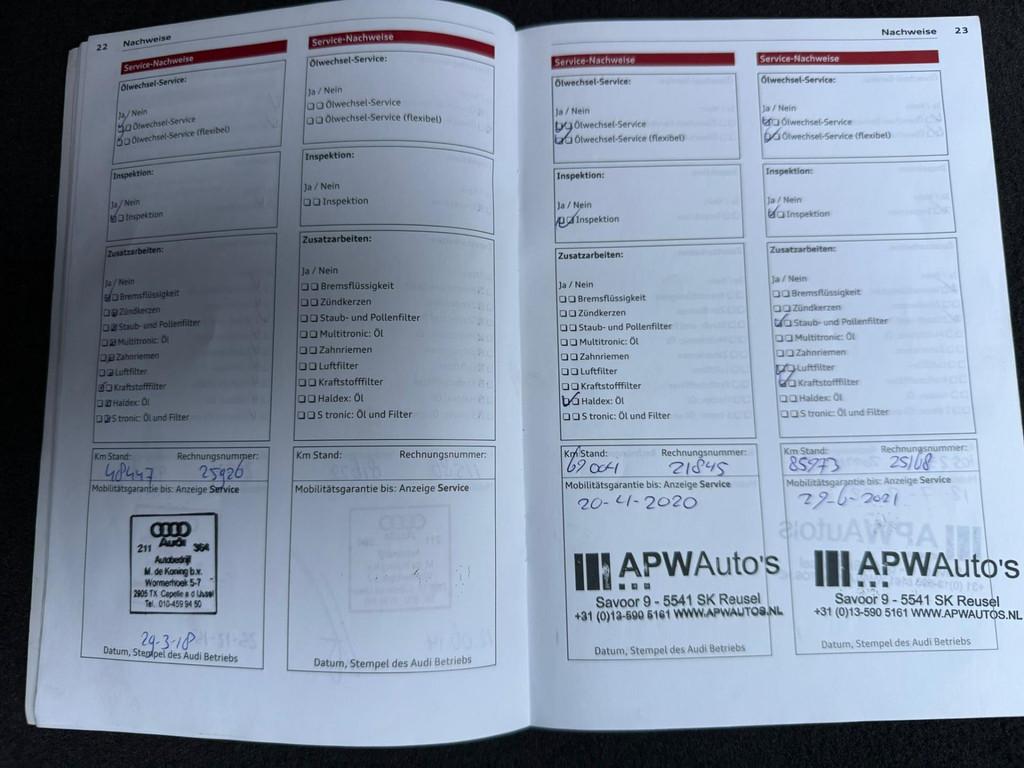 22 Nachweise
Service-Nachweise
Ölwechsel-Service:
Ja / Nein
Ölwechsel-Service
Ölwechsel-Service (flexibel)
Inspektion:
Ja / Nein
Inspektion
Zusatzarbeiten:
Ja / Nein
Bremsflüssigkeit
Zündkerzen
Staub- und Pollenfilter
Multitronic: Öl
Zahnriemen
Luftfilter
Kraftstofffilter
Haldex: Öl
S tronic: Öl und Filter
Km Stand: Rechnungsnummer:
48447 25926
Mobilitätsgarantie bis: Anzeige Service
Audi
211 364
Autobedrijf
M. de Koning b.v.
Wormerhoek 5-7
2905 TX Capelle a d IJssel
Tel. 010-459 94 50
29-3-18
Datum, Stempel des Audi Betriebs
Service-Nachweise
Ölwechsel-Service:
Ja / Nein
Ölwechsel-Service
Ölwechsel-Service (flexibel)
Inspektion:
Ja / Nein
Inspektion
Zusatzarbeiten:
Ja / Nein
Bremsflüssigkeit
Zündkerzen
Staub- und Pollenfilter
Multitronic: Öl
Zahnriemen
Luftfilter
Kraftstofffilter
Haldex: Öl
S tronic: Öl und Filter
Km Stand: Rechnungsnummer:
Mobilitätsgarantie bis: Anzeige Service
Datum, Stempel des Audi Betriebs
Nachweise 23
Service-Nachweise
Ölwechsel-Service:
Ja / Nein
Ölwechsel-Service
Ölwechsel-Service (flexibel)
Inspektion:
Ja / Nein
Inspektion
Zusatzarbeiten:
Ja / Nein
Bremsflüssigkeit
Zündkerzen
Staub- und Pollenfilter
Multitronic: Öl
Zahnriemen
Luftfilter
Kraftstofffilter
Haldex: Öl
S tronic: Öl und Filter
Km Stand: Rechnungsnummer:
69004 21845
Mobilitätsgarantie bis: Anzeige Service
20-4-2020
APWAuto's
Savoor 9 - 5541 SK Reusel
+31 (0)13-590 5161 WWW.APWAUTOS.NL
Datum, Stempel des Audi Betriebs
Service-Nachweise
Ölwechsel-Service:
Ja / Nein
Ölwechsel-Service
Ölwechsel-Service (flexibel)
Inspektion:
Ja / Nein
Inspektion
Zusatzarbeiten:
Ja / Nein
Bremsflüssigkeit
Zündkerzen
Staub- und Pollenfilter
Multitronic: Öl
Zahnriemen
Luftfilter
Kraftstofffilter
Haldex: Öl
S tronic: Öl und Filter
Km Stand: Rechnungsnummer:
85973 25168
Mobilitätsgarantie bis: Anzeige Service
29-6-2021
APWAuto's
Savoor 9 - 5541 SK Reusel
+31 (0)13-590 5161 WWW.APWAUTOS.NL
Datum, Stempel des Audi Betriebs